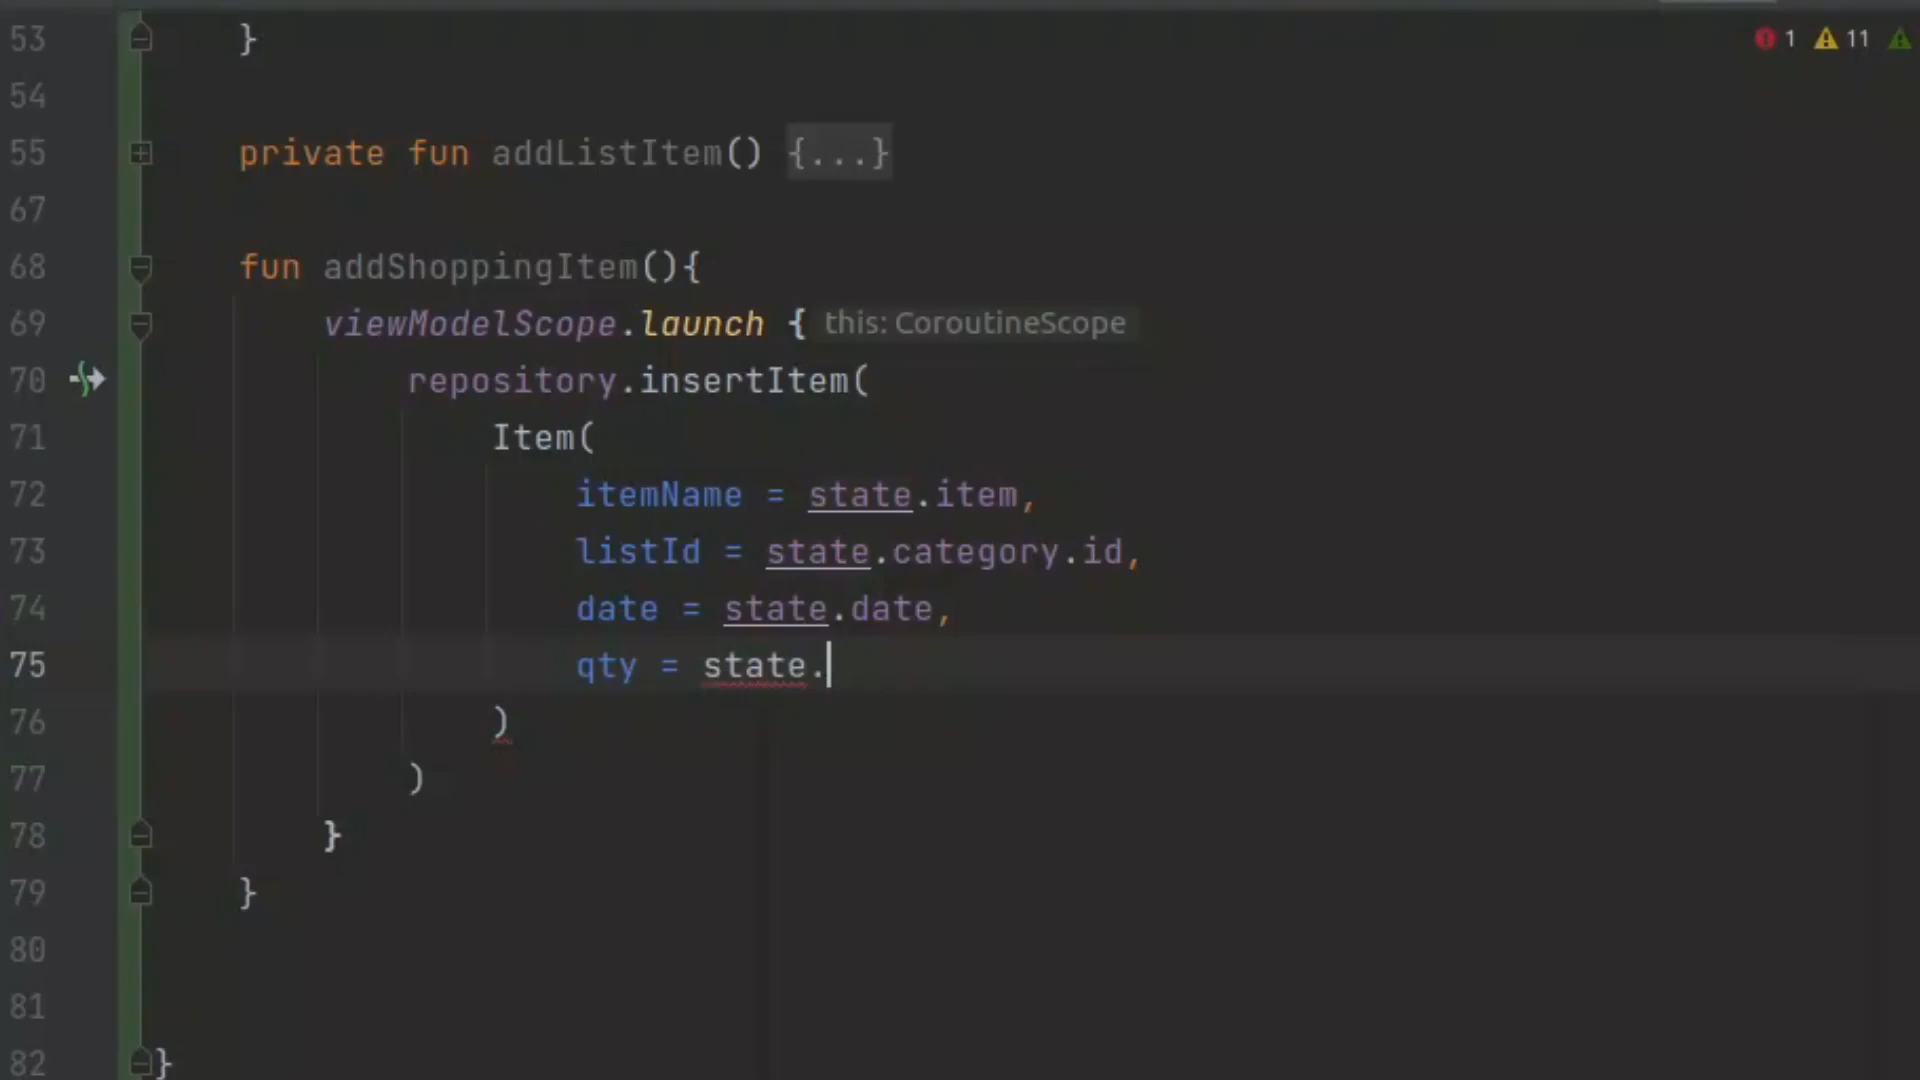 53 }
1 11
54
55 private fun addListItem() {...}
67
68 fun addShoppingItem(){
69 viewModelScope.launch { this: CoroutineScope
70 repository.insertItem(
71 Item(
72 itemName = state.item,
73 listId = state.category.id,
74 date = state.date,
75 qty = state.
76 )
77 )
78 }
79 }
80
81
82 }